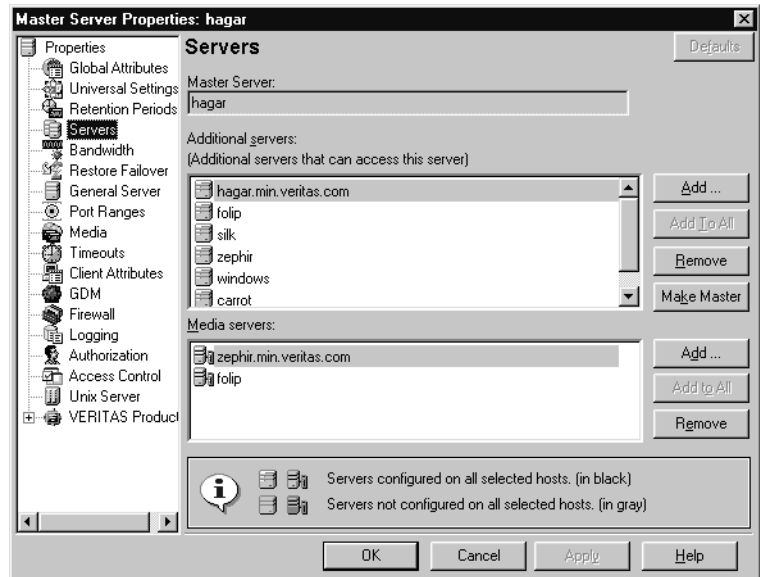 Master Server Properties: hagar
Properties
Global Attributes
Universal Settings
Retention Periods
Servers
Bandwidth
Restore Failover
General Server
Port Ranges
Media
Timeouts
Client Attributes
GDM
Firewall
Logging
Authorization
Access Control
Unix Server
VERITAS Product
Servers
Defaults
Master Server:
hagar
Additional servers:
(Additional servers that can access this server)
hagar.min.veritas.com
folip
silk
zephir
windows
carrot
Add ...
Add To All
Remove
Make Master
Media servers:
zephir.min.veritas.com
folip
Add ...
Add to All
Remove
Servers configured on all selected hosts. (in black)
Servers not configured on all selected hosts. (in gray)
OK
Cancel
Apply
Help